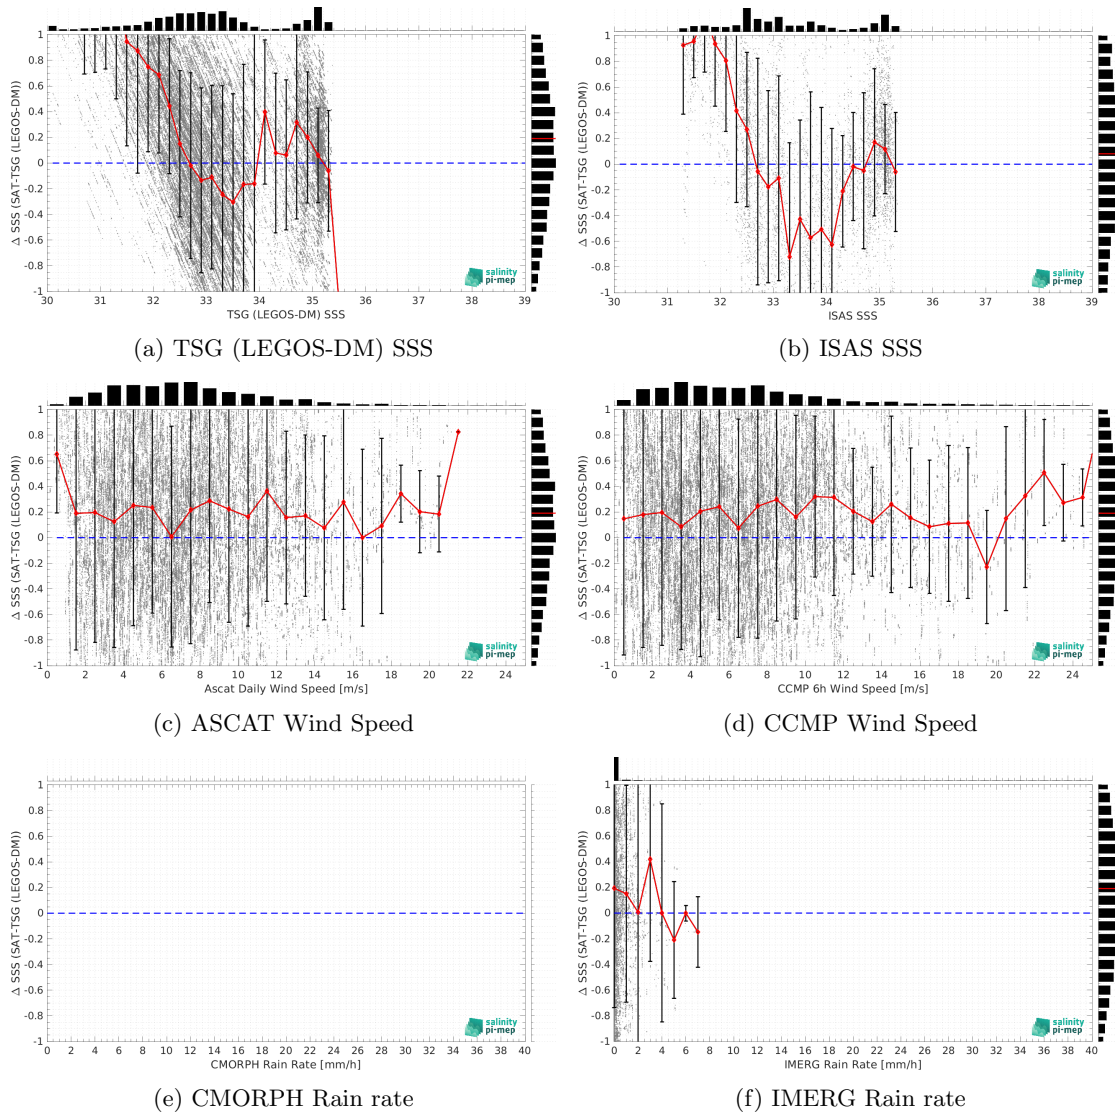 1
0.8
0.6
0.4
0.2
0
-0.2
-0.4
-0.6
-0.8
-1
Δ SSS (SAT-TSG (LEGOS-DM))
30 31 32 33 34 35 36 37 38 39
TSG (LEGOS-DM) SSS
salinity
pi-mep
(a) TSG (LEGOS-DM) SSS
1
0.8
0.6
0.4
0.2
0
-0.2
-0.4
-0.6
-0.8
-1
Δ SSS (SAT-TSG (LEGOS-DM))
30 31 32 33 34 35 36 37 38 39
ISAS SSS
salinity
pi-mep
(b) ISAS SSS
1
0.8
0.6
0.4
0.2
0
-0.2
-0.4
-0.6
-0.8
-1
Δ SSS (SAT-TSG (LEGOS-DM))
0 2 4 6 8 10 12 14 16 18 20 22 24
Ascat Daily Wind Speed [m/s]
salinity
pi-mep
(c) ASCAT Wind Speed
1
0.8
0.6
0.4
0.2
0
-0.2
-0.4
-0.6
-0.8
-1
Δ SSS (SAT-TSG (LEGOS-DM))
0 2 4 6 8 10 12 14 16 18 20 22 24
CCMP 6h Wind Speed [m/s]
salinity
pi-mep
(d) CCMP Wind Speed
1
0.8
0.6
0.4
0.2
0
-0.2
-0.4
-0.6
-0.8
-1
Δ SSS (SAT-TSG (LEGOS-DM))
0 2 4 6 8 10 12 14 16 18 20 22 24 26 28 30 32 34 36 38 40
CMORPH Rain Rate [mm/h]
salinity
pi-mep
(e) CMORPH Rain rate
1
0.8
0.6
0.4
0.2
0
-0.2
-0.4
-0.6
-0.8
-1
Δ SSS (SAT-TSG (LEGOS-DM))
0 2 4 6 8 10 12 14 16 18 20 22 24 26 28 30 32 34 36 38 40
IMERG Rain Rate [mm/h]
salinity
pi-mep
(f) IMERG Rain rate